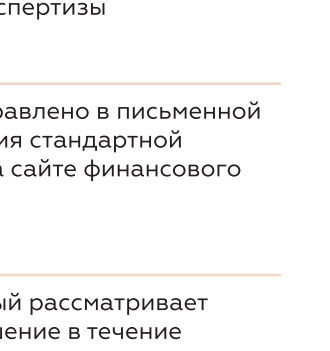 спертизы
равлено в письменной
ия стандартной
сайте финансового
ый рассматривает
ение в течение